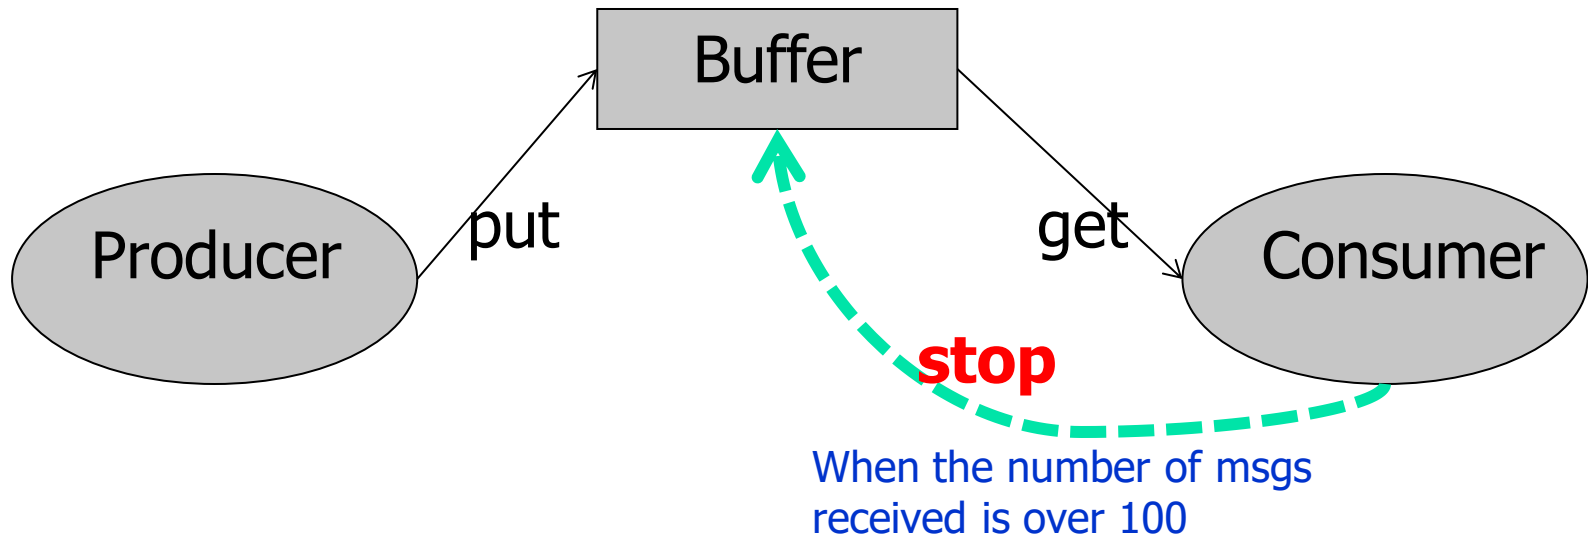 Buffer
put
get
Producer
Consumer
stop
When the number of msgs
received is over 100